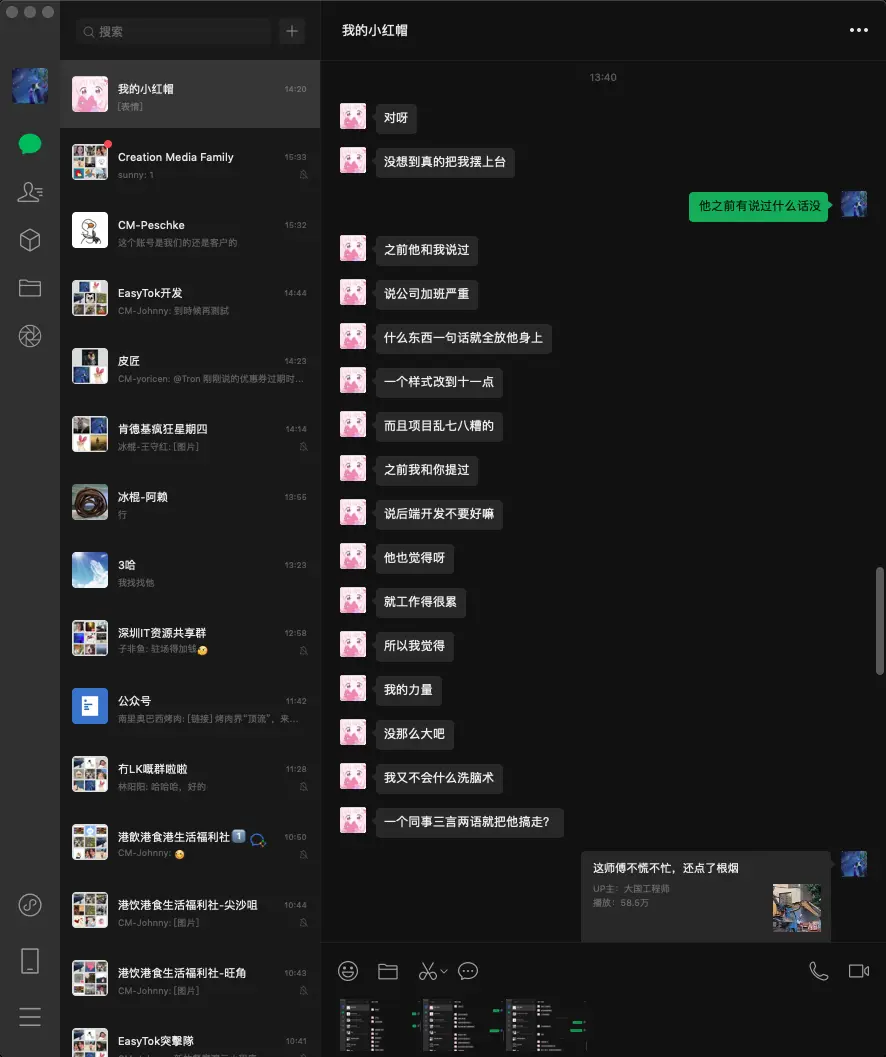 搜索
我的小红帽
14:20
[表情]
Creation Media Family
15:33
sunny: 1
CM-Peschke
15:32
这个账号是我们的还是客户的
EasyTok开发
14:44
CM-Johnny: 到時候再測試
皮匠
14:23
CM-yoricen: @Tron 刚刚说的优惠券过期时...
肯德基疯狂星期四
14:14
冰棍-王守红: [图片]
冰棍-阿赖
13:55
行
3哈
13:23
我找找他
深圳IT资源共享群
12:58
子非鱼: 驻场得加钱
公众号
11:42
南里奥巴西烤肉: [链接] 烤肉界“顶流”，来...
冇LK嘅群啦啦
11:28
林阳阳: 哈哈哈，好的
港飲港食港生活福利社1
10:50
CM-Johnny:
港饮港食生活福利社-尖沙咀
10:44
CM-Johnny: [图片]
港饮港食生活福利社-旺角
10:43
CM-Johnny: [图片]
EasyTok突擊隊
10:41
我的小红帽
13:40
对呀
没想到真的把我摆上台
他之前有说过什么话没
之前他和我说过
说公司加班严重
什么东西一句话就全放他身上
一个样式改到十一点
而且项目乱七八糟的
之前我和你提过
说后端开发不要好嘛
他也觉得呀
就工作得很累
所以我觉得
我的力量
没那么大吧
我又不会什么洗脑术
一个同事三言两语就把他搞走？
这师傅不慌不忙，还点了根烟
UP主：大国工程师
播放：58.5万